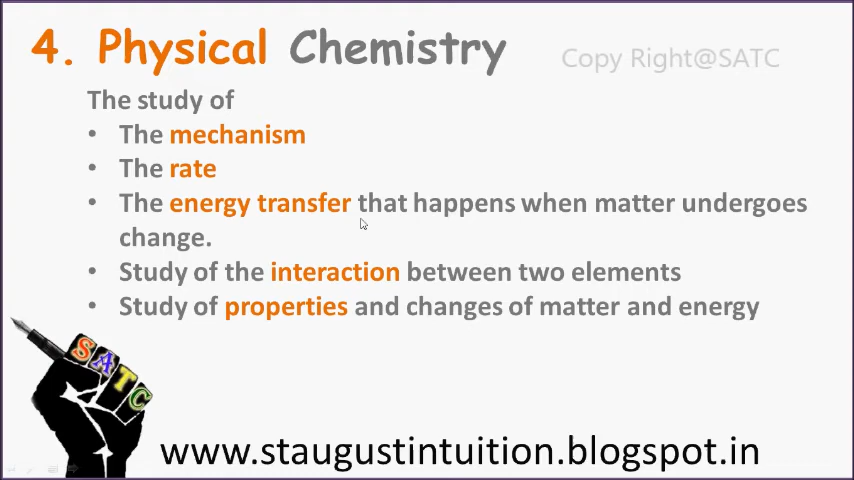 4. Physical Chemistry
Copy Right@SATC
The study of
• The mechanism
• The rate
• The energy transfer that happens when matter undergoes
change.
• Study of the interaction between two elements
• Study of properties and changes of matter and energy
SATC
www.staugustintuition.blogspot.in